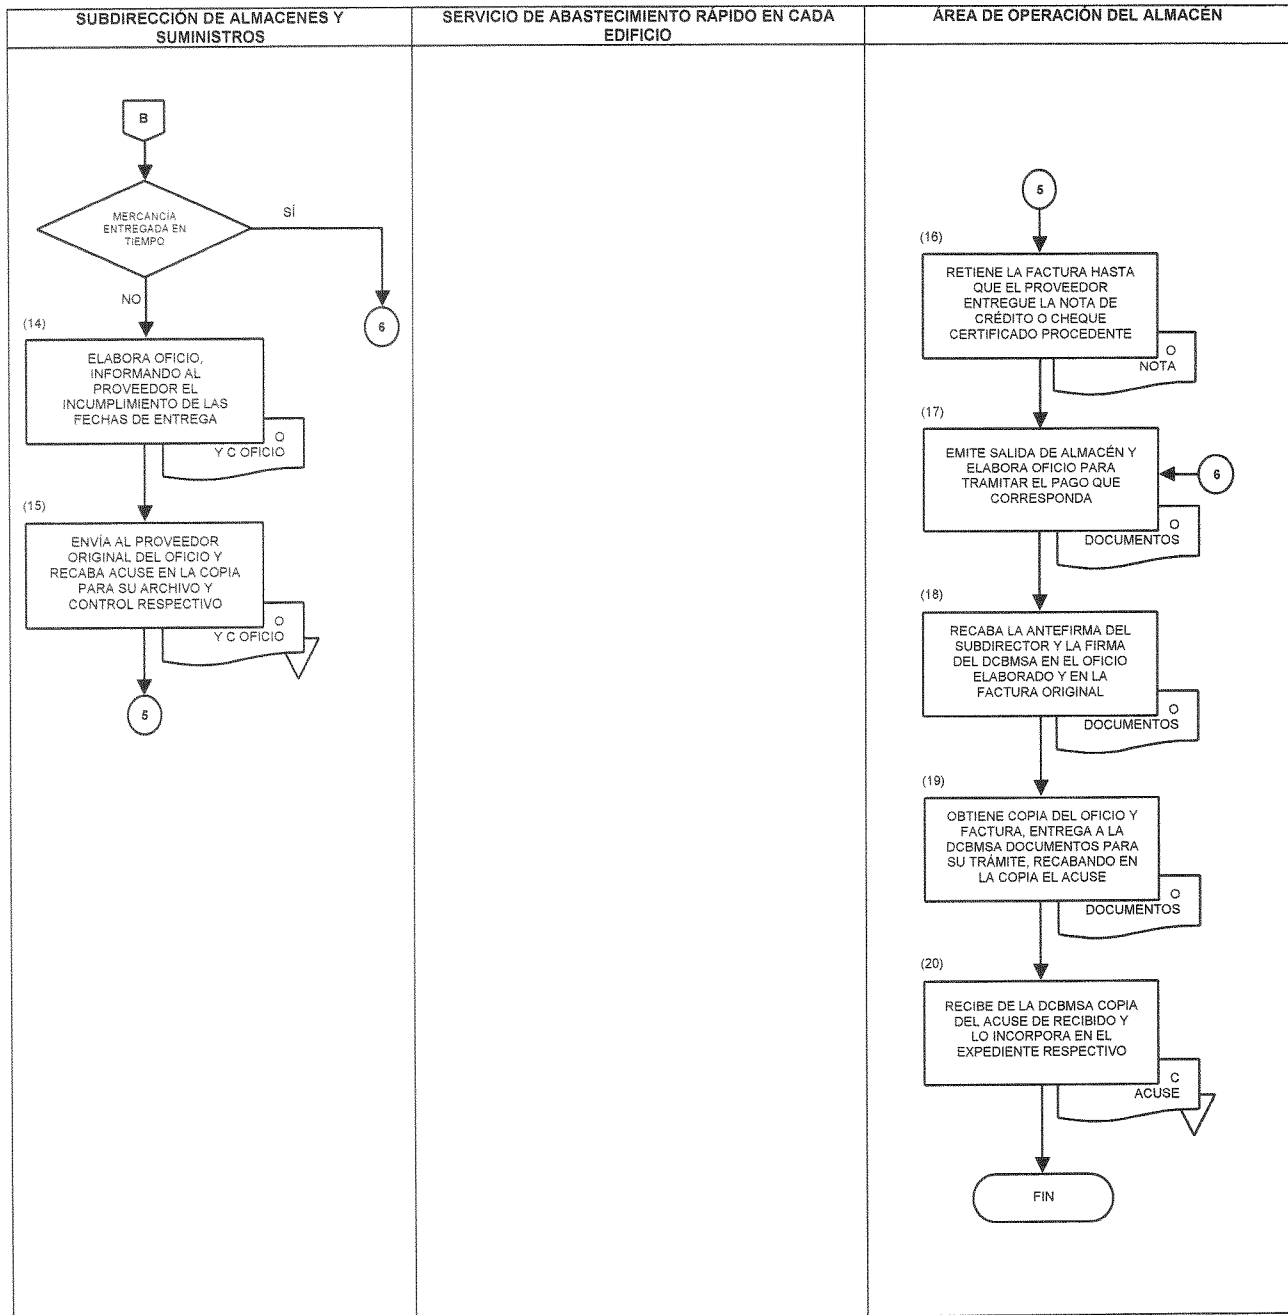 SUBDIRECCIÓN DE ALMACENES Y
SUMINISTROS
SERVICIO DE ABASTECIMIENTO RÁPIDO EN CADA
EDIFICIO
ÁREA DE OPERACIÓN DEL ALMACÉN
B
MERCANCÍA
ENTREGADA EN
TIEMPO
SÍ
NO
6
(14)
ELABORA OFICIO,
INFORMANDO AL
PROVEEDOR EL
INCUMPLIMIENTO DE LAS
FECHAS DE ENTREGA
O
Y C OFICIO
(15)
ENVÍA AL PROVEEDOR
ORIGINAL DEL OFICIO Y
RECABA ACUSE EN LA COPIA
PARA SU ARCHIVO Y
CONTROL RESPECTIVO
O
Y C OFICIO
5
5
(16)
RETIENE LA FACTURA HASTA
QUE EL PROVEEDOR
ENTREGUE LA NOTA DE
CRÉDITO O CHEQUE
CERTIFICADO PROCEDENTE
O
NOTA
(17)
EMITE SALIDA DE ALMACÉN Y
ELABORA OFICIO PARA
TRAMITAR EL PAGO QUE
CORRESPONDA
6
O
DOCUMENTOS
(18)
RECABA LA ANTEFIRMA DEL
SUBDIRECTOR Y LA FIRMA
DEL DCBMSA EN EL OFICIO
ELABORADO Y EN LA
FACTURA ORIGINAL
O
DOCUMENTOS
(19)
OBTIENE COPIA DEL OFICIO Y
FACTURA, ENTREGA A LA
DCBMSA DOCUMENTOS PARA
SU TRÁMITE, RECABANDO EN
LA COPIA EL ACUSE
O
DOCUMENTOS
(20)
RECIBE DE LA DCBMSA COPIA
DEL ACUSE DE RECIBIDO Y
LO INCORPORA EN EL
EXPEDIENTE RESPECTIVO
C
ACUSE
FIN